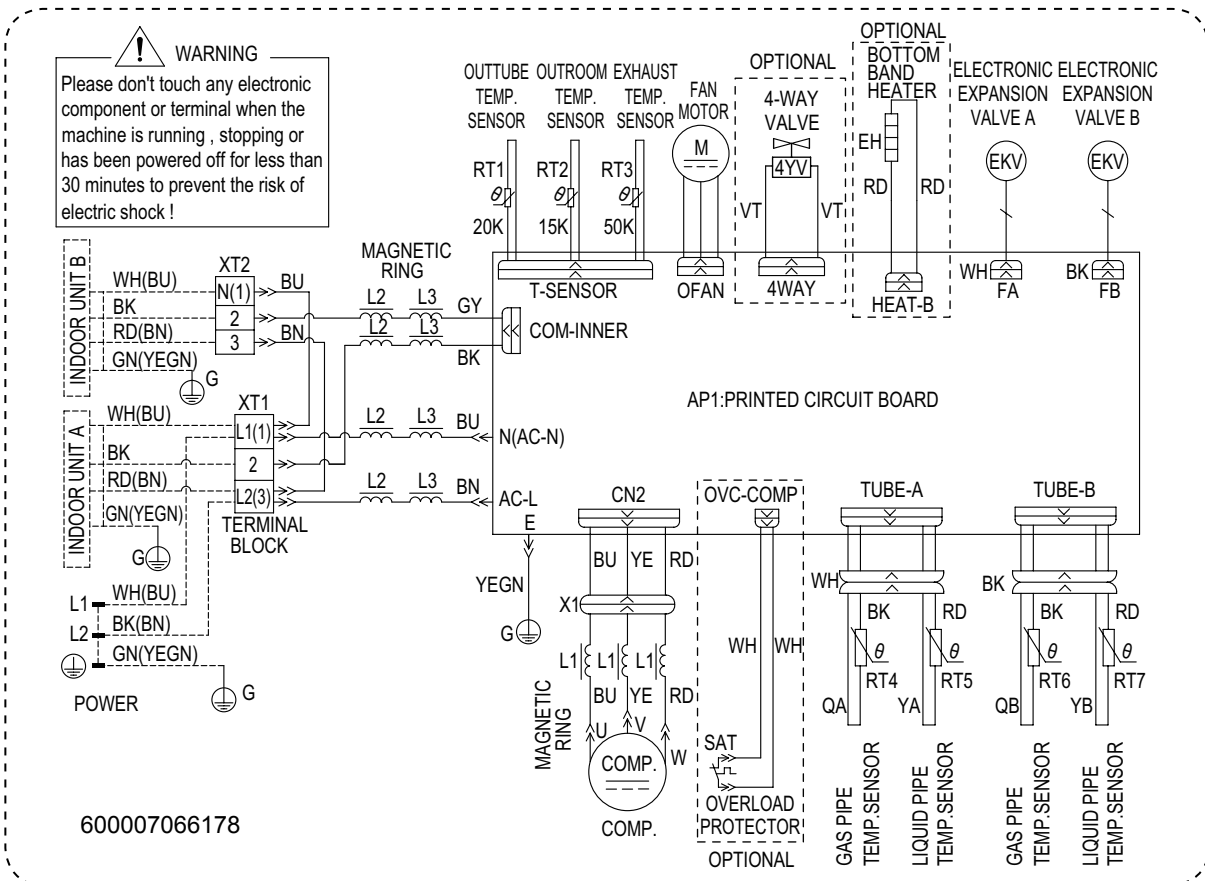 WARNING
Please don't touch any electronic
component or terminal when the
machine is running , stopping or
has been powered off for less than
30 minutes to prevent the risk of
electric shock !
OUTTUBE
TEMP.
SENSOR
OUTROOM
TEMP.
SENSOR
EXHAUST
TEMP.
SENSOR
FAN
MOTOR
OPTIONAL
4-WAY
VALVE
OPTIONAL
BOTTOM
BAND
HEATER
ELECTRONIC
EXPANSION
VALVE A
ELECTRONIC
EXPANSION
VALVE B
RT1
θ
20K
RT2
θ
15K
RT3
θ
50K
M
4YV
VT
VT
EH
RD
RD
EKV
EKV
T-SENSOR
OFAN
4WAY
HEAT-B
WH
FA
BK
FB
INDOOR UNIT B
WH(BU)
BK
RD(BN)
GN(YEGN)
G
XT2
N(1)
2
3
BU
BN
MAGNETIC
RING
L2
L3
GY
L2
L3
BK
COM-INNER
AP1:PRINTED CIRCUIT BOARD
INDOOR UNIT A
WH(BU)
BK
RD(BN)
GN(YEGN)
G
XT1
L1(1)
2
L2(3)
TERMINAL
BLOCK
L2
L3
BU
N(AC-N)
L2
L3
BN
AC-L
E
YEGN
G
L1
WH(BU)
L2
BK(BN)
GN(YEGN)
G
POWER
CN2
BU
YE
RD
X1
L1
L1
L1
BU
YE
RD
MAGNETIC
RING
U
V
W
COMP.
COMP.
OVC-COMP
WH
WH
SAT
OVERLOAD
PROTECTOR
OPTIONAL
TUBE-A
WH
BK
RD
θ
RT4
θ
RT5
QA
YA
GAS PIPE
TEMP.SENSOR
LIQUID PIPE
TEMP.SENSOR
TUBE-B
BK
BK
RD
θ
RT6
θ
RT7
QB
YB
GAS PIPE
TEMP.SENSOR
LIQUID PIPE
TEMP.SENSOR
600007066178